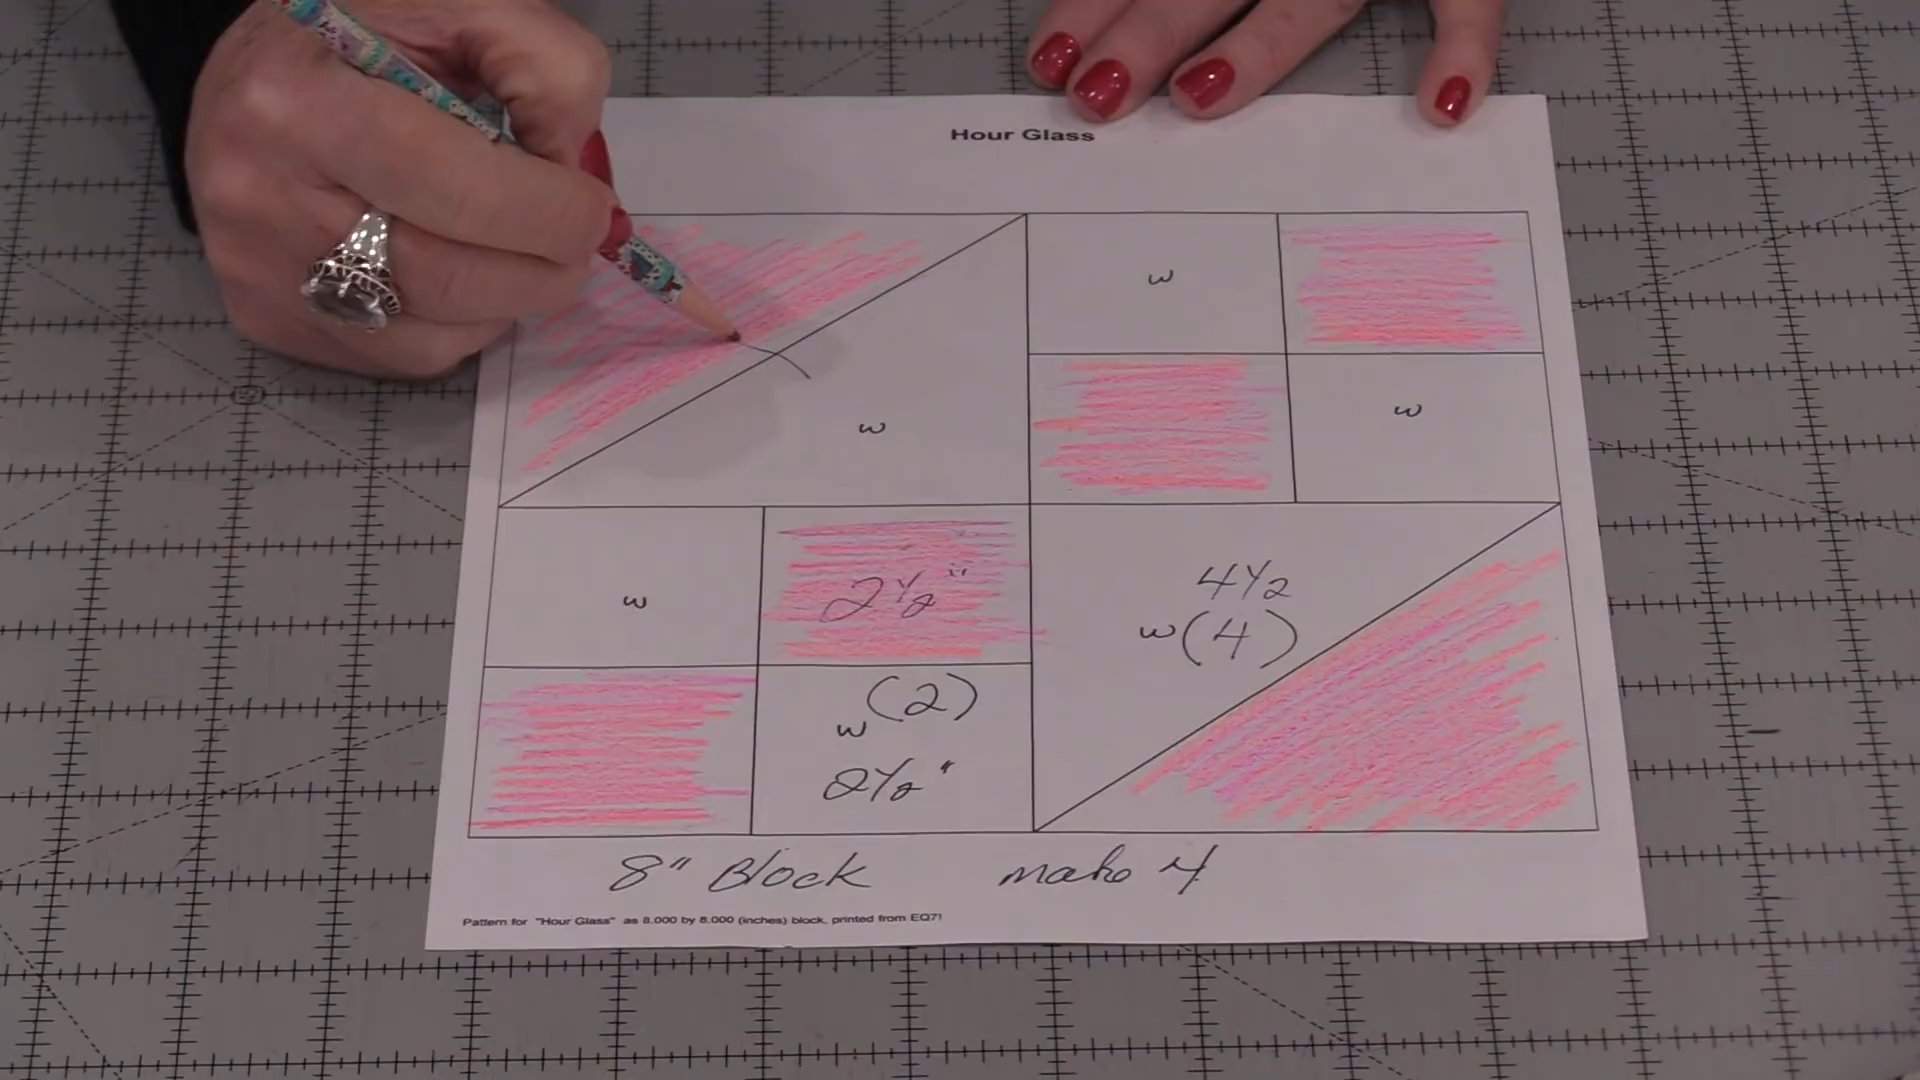 Hour Glass
w
w
w
w
2½"
4½
w(4)
w(2)
2½"
8" Block make 4
Pattern for "Hour Glass" as 8.000 by 8.000 (inches) block, printed from EQ7!